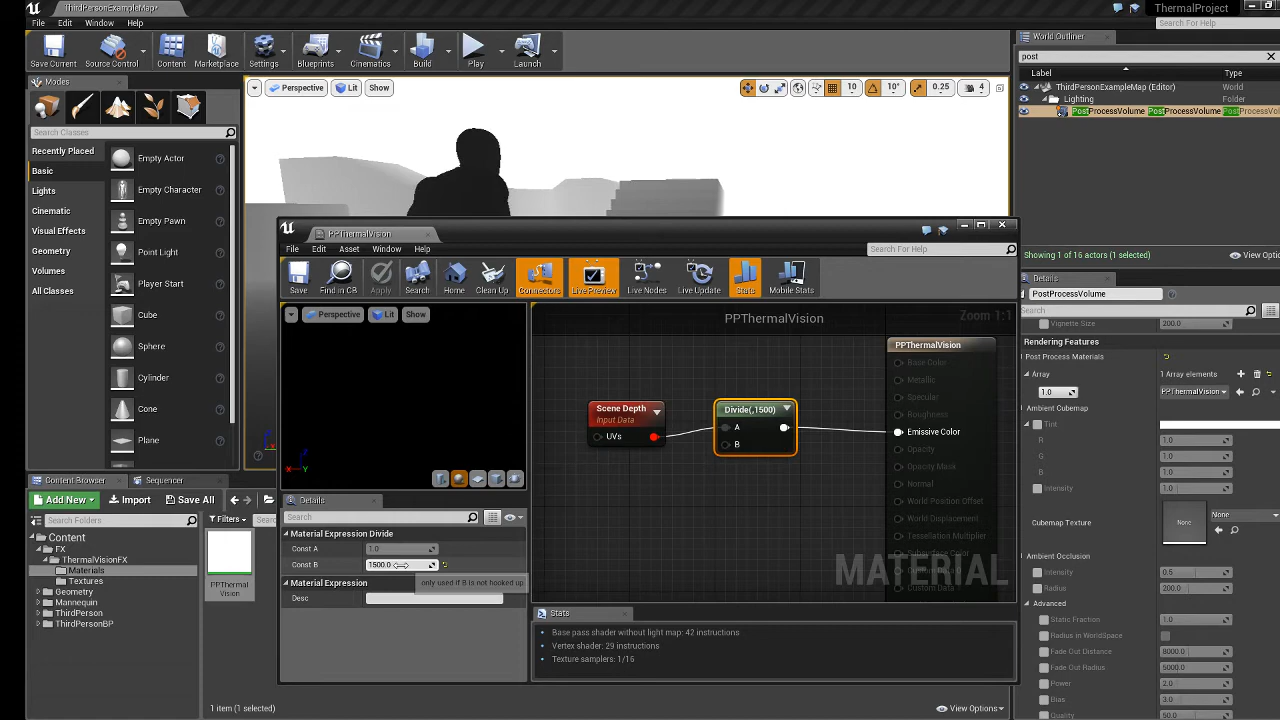 ThirdPersonExampleMap*
ThermalProject
File Edit Window Help
Search For Help
Save Current
Source Control
Content
Marketplace
Settings
Blueprints
Cinematics
Build
Play
Launch
World Outliner
post
Label
Type
ThirdPersonExampleMap (Editor)
World
Lighting
Folder
PostProcessVolume PostProcessVolume PostProcessVol
Showing 1 of 16 actors (1 selected)
View Optio
Modes
Search Classes
Recently Placed
Basic
Lights
Cinematic
Visual Effects
Geometry
Volumes
All Classes
Empty Actor
Empty Character
Empty Pawn
Point Light
Player Start
Cube
Sphere
Cylinder
Cone
Plane
Perspective
Lit
Show
10
10°
0.25
4
PPThermalVision
File Edit Asset Window Help
Search For Help
Save
Find in CB
Apply
Search
Home
Clean Up
Connectors
Live Preview
Live Nodes
Live Update
Stats
Mobile Stats
Perspective
Lit
Show
PPThermalVision
Zoom 1:1
Scene Depth
Input Data
UVs
Divide(,1500)
A
B
PPThermalVision
Base Color
Metallic
Specular
Roughness
Emissive Color
Opacity
Opacity Mask
Normal
World Position Offset
World Displacement
Tessellation Multiplier
Subsurface Color
Custom Data 0
Custom Data 1
MATERIAL
Details
Search
Material Expression Divide
Const A 1.0
Const B 1500.0
only used if B is not hooked up
Material Expression
Desc
Stats
Base pass shader without light map: 42 instructions
Vertex shader: 29 instructions
Texture samplers: 1/16
Content Browser
Sequencer
Add New
Import
Save All
Search Folders
Filters
Sear
Content
FX
ThermalVisionFX
Materials
Textures
Geometry
Mannequin
ThirdPerson
ThirdPersonBP
PPThermal
Vision
1 item (1 selected)
View Options
Details
PostProcessVolume
Search
Vignette Size 200.0
Rendering Features
Post Process Materials
Array
1 Array elements
1.0
PPThermalVision
Ambient Cubemap
Tint
R 1.0
G 1.0
B 1.0
Intensity 1.0
Cubemap Texture
None
None
Ambient Occlusion
Intensity 0.5
Radius 200.0
Advanced
Static Fraction 1.0
Radius in WorldSpace
Fade Out Distance 8000.0
Fade Out Radius 5000.0
Power 2.0
Bias 3.0
Quality 50.0